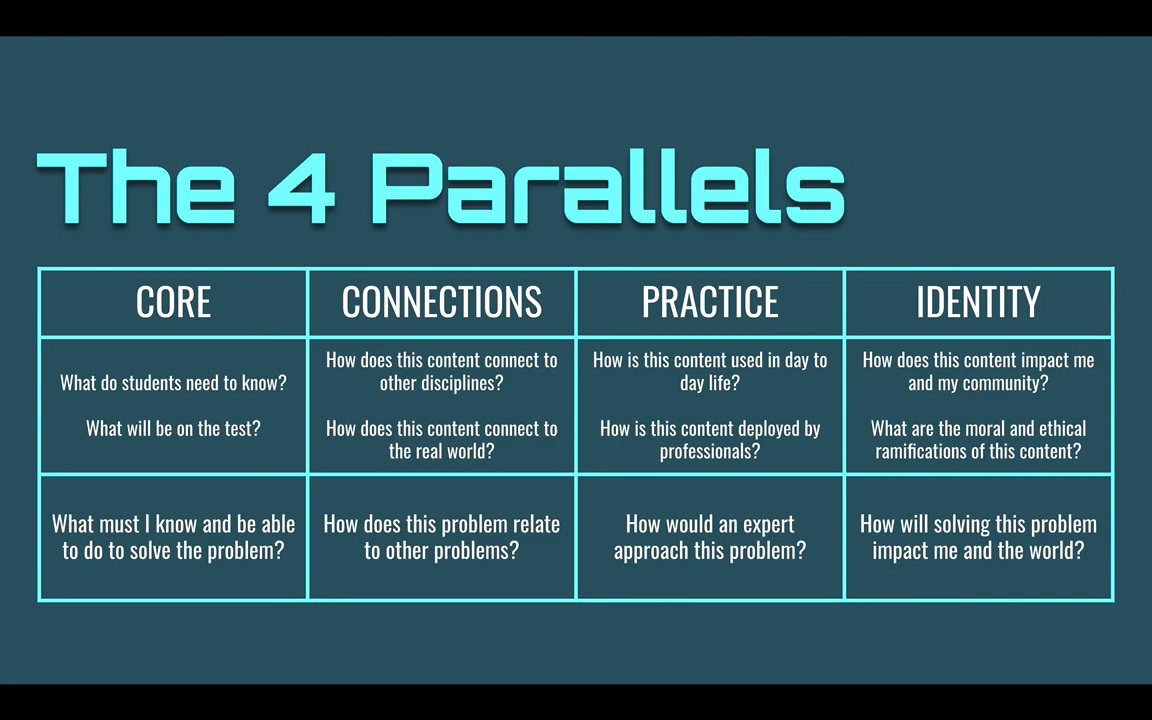 The 4 Parallels
CORE
CONNECTIONS
PRACTICE
IDENTITY
What do students need to know?
What will be on the test?
How does this content connect to
other disciplines?
How does this content connect to
the real world?
How is this content used in day to
day life?
How is this content deployed by
professionals?
How does this content impact me
and my community?
What are the moral and ethical
ramifications of this content?
What must I know and be able
to do to solve the problem?
How does this problem relate
to other problems?
How would an expert
approach this problem?
How will solving this problem
impact me and the world?